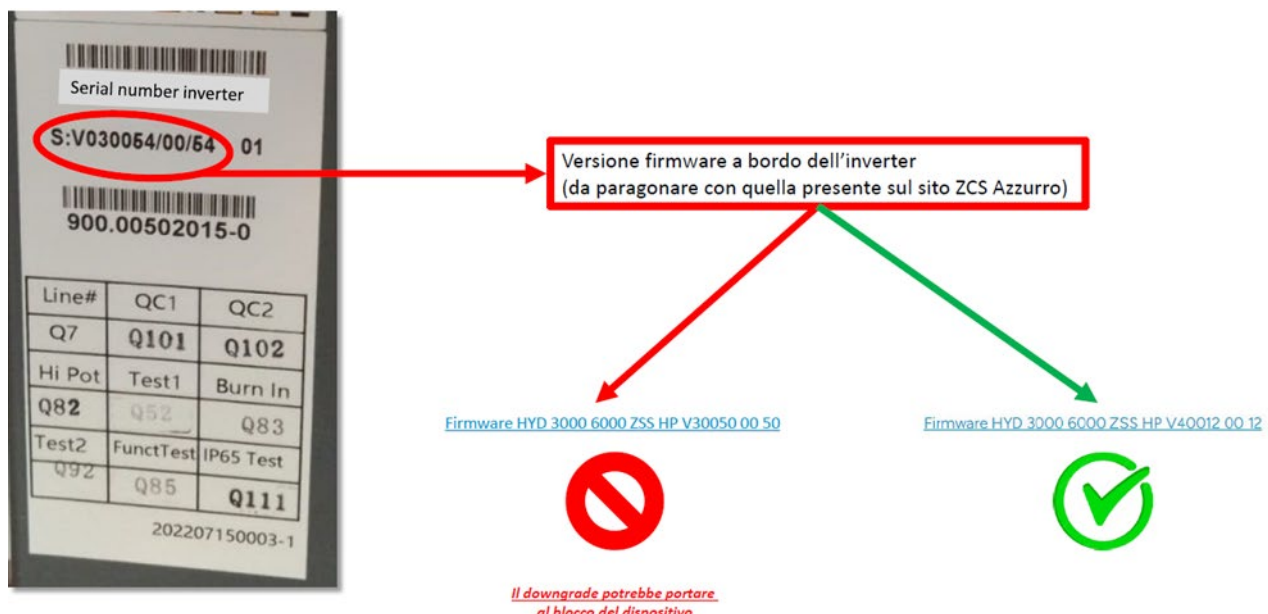 Serial number inverter
S:V030054/00/54 01
900.00502015-0
Line# QC1 QC2
Q7 Q101 Q102
Hi Pot Test1 Burn In
Q82 Q52 Q83
Test2 FunctTest IP65 Test
Q92 Q85 Q111
202207150003-1
Versione firmware a bordo dell'inverter
(da paragonare con quella presente sul sito ZCS Azzurro)
Firmware HYD 3000 6000 ZSS HP V30050 00 50
Firmware HYD 3000 6000 ZSS HP V40012 00 12
Il downgrade potrebbe portare
al blocco del dispositivo